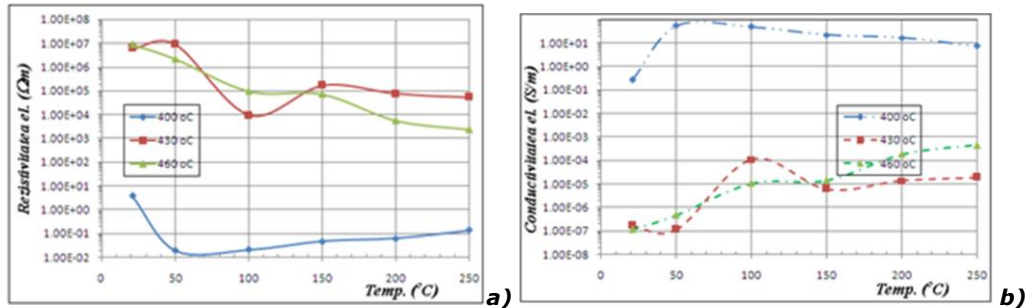 1.00E+08
1.00E+07
1.00E+06
1.00E+05
1.00E+04
1.00E+03
1.00E+02
1.00E+01
1.00E+00
1.00E-01
1.00E-02
Rezistivitatea el. (Ωm)
400 oC
430 oC
460 oC
0 50 100 150 200 250
Temp. (°C)
a)
1.00E+01
1.00E+00
1.00E-01
1.00E-02
1.00E-03
1.00E-04
1.00E-05
1.00E-06
1.00E-07
1.00E-08
Conductivitatea el. (S/m)
400 oC
430 oC
460 oC
0 50 100 150 200 250
Temp. (°C)
b)